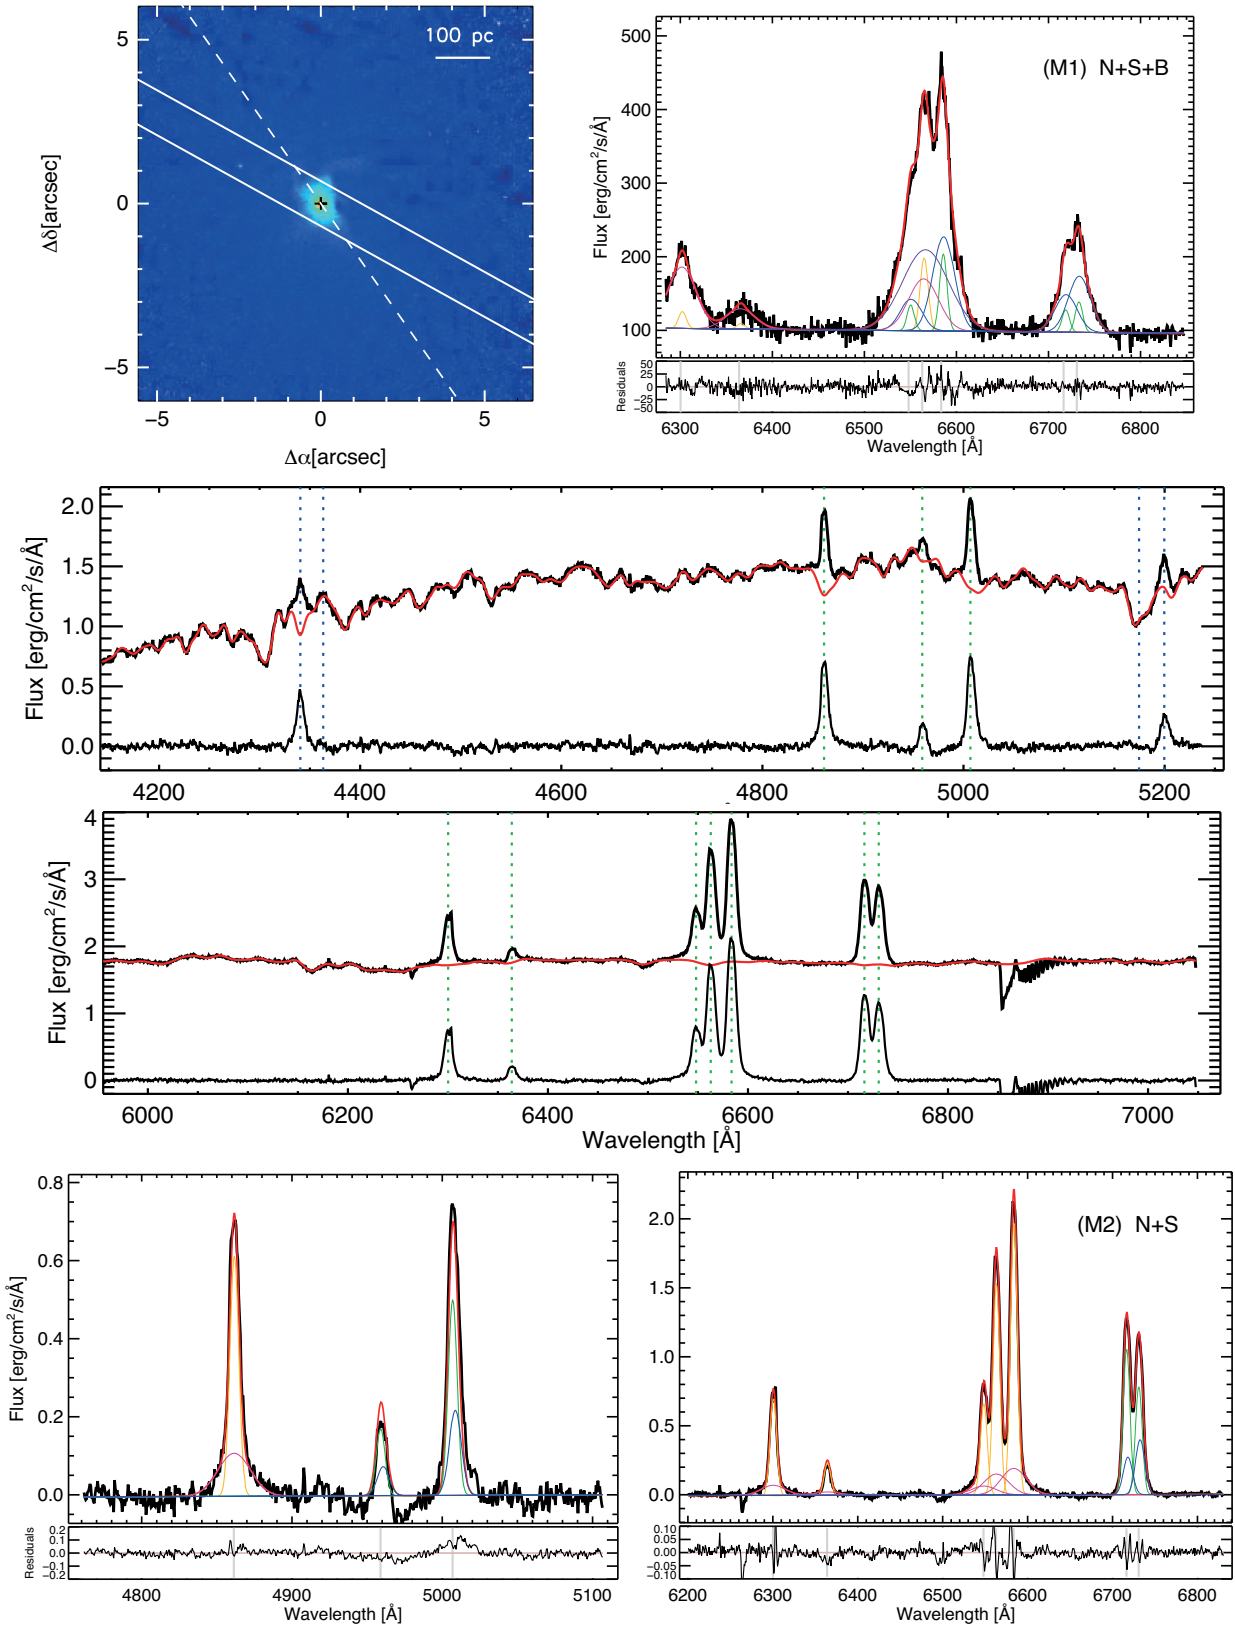 100 pc
5
0
−5
Δδ[arcsec]
−5 0 5
Δα[arcsec]
(M1) N+S+B
500
400
300
200
100
Flux [erg/cm²/s/Å]
50
25
0
−25
−50
Residuals
6300 6400 6500 6600 6700 6800
Wavelength [Å]
2.0
1.5
1.0
0.5
0.0
Flux [erg/cm²/s/Å]
4200 4400 4600 4800 5000 5200
4
3
2
1
0
Flux [erg/cm²/s/Å]
6000 6200 6400 6600 6800 7000
Wavelength [Å]
0.8
0.6
0.4
0.2
0.0
Flux [erg/cm²/s/Å]
0.2
0.1
0.0
−0.1
−0.2
Residuals
4800 4900 5000 5100
Wavelength [Å]
(M2) N+S
2.0
1.5
1.0
0.5
0.0
0.10
0.05
0.00
−0.05
−0.10
Residuals
6200 6300 6400 6500 6600 6700 6800
Wavelength [Å]